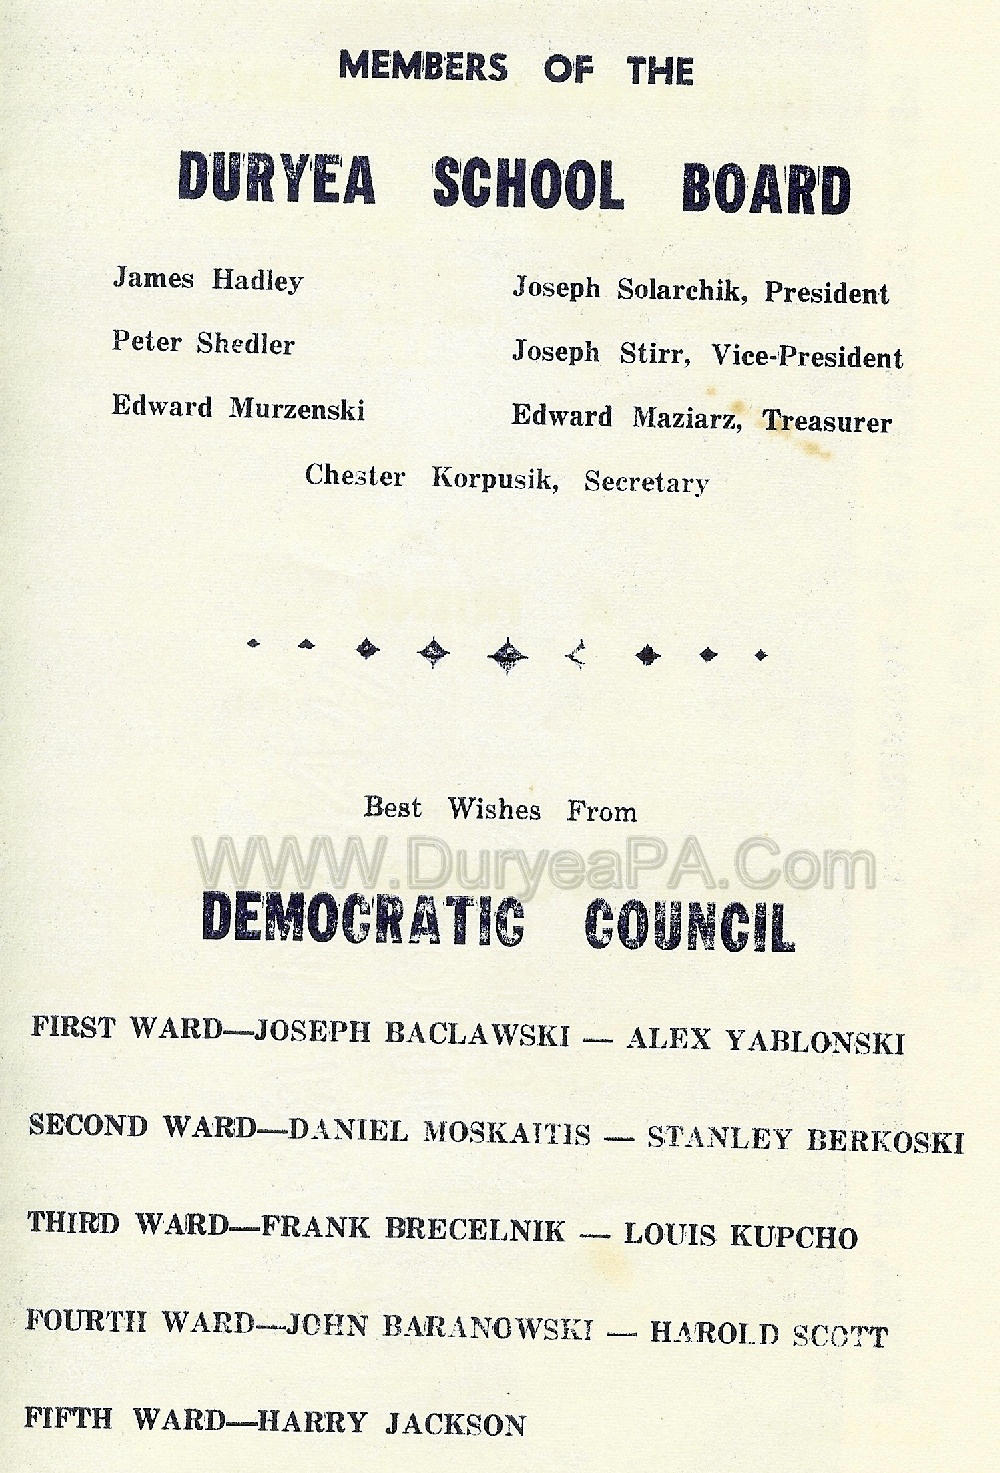 MEMBERS OF THE
DURYEA SCHOOL BOARD
James Hadley
Joseph Solarchik, President
Peter Shedler
Joseph Stirr, Vice-President
Edward Murzenski
Edward Maziarz, Treasurer
Chester Korpusik, Secretary
Best Wishes From
WWW.DuryeaPA.Com
DEMOCRATIC COUNCIL
FIRST WARD—JOSEPH BACLAWSKI — ALEX YABLONSKI
SECOND WARD—DANIEL MOSKAITIS — STANLEY BERKOSKI
THIRD WARD—FRANK BRECELNIK — LOUIS KUPCHO
FOURTH WARD—JOHN BARANOWSKI — HAROLD SCOTT
FIFTH WARD—HARRY JACKSON